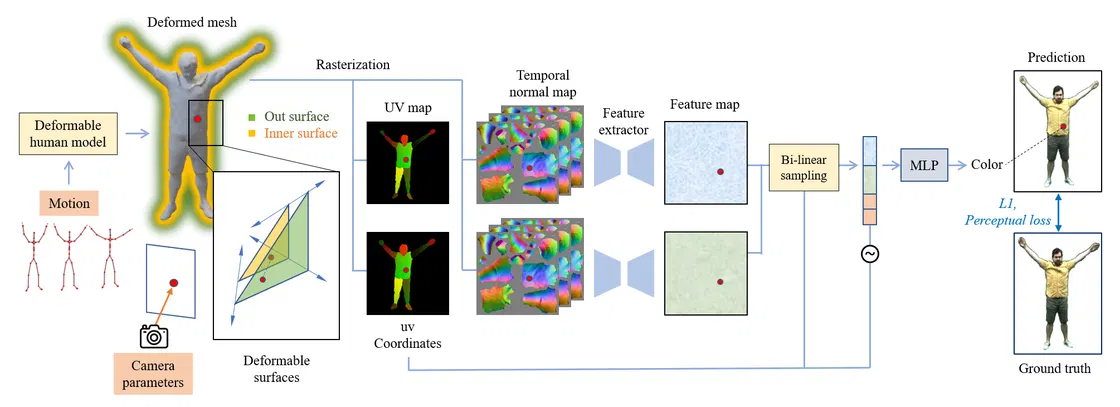 Deformed mesh
Rasterization
Out surface
Inner surface
Deformable
human model
Motion
Camera
parameters
Deformable
surfaces
UV map
uv
Coordinates
Temporal
normal map
Feature
extractor
Feature map
Bi-linear
sampling
MLP
Color
Prediction
L1,
Perceptual loss
Ground truth